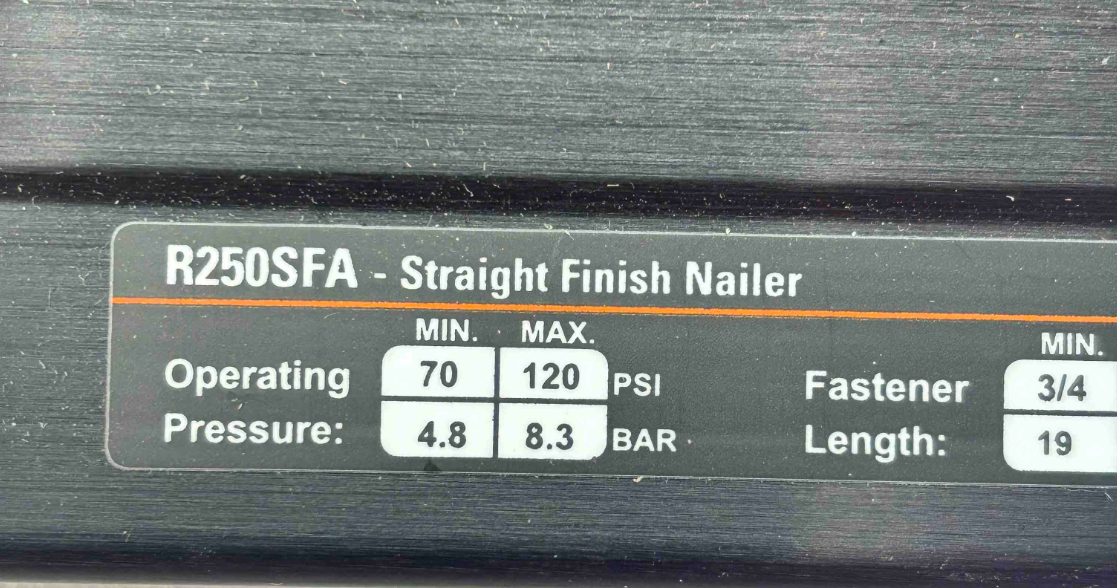 R250SFA - Straight Finish Nailer
MIN. MAX. MIN.
Operating 70 120 PSI Fastener 3/4
Pressure: 4.8 8.3 BAR Length: 19